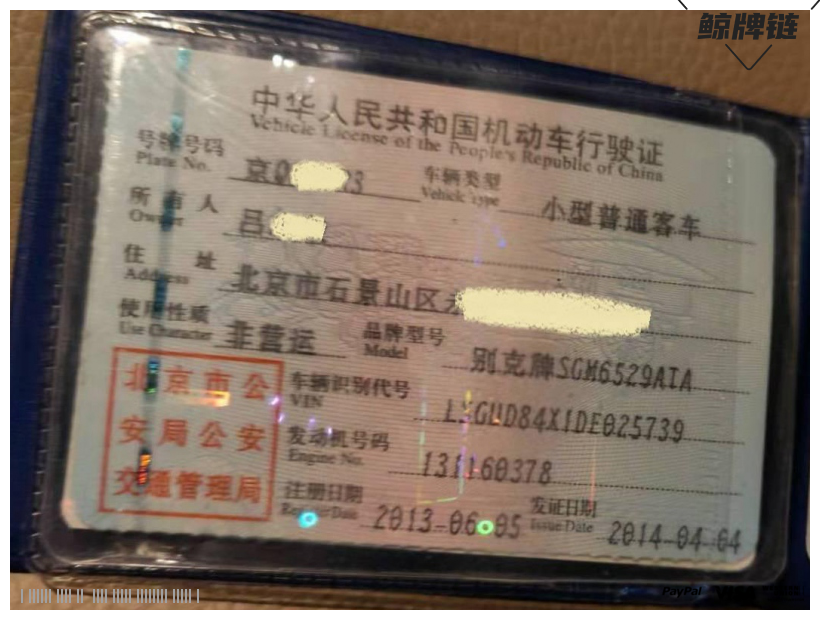 鲸牌链
中华人民共和国机动车行驶证
Vehicle License of the People's Republic of China
号牌号码 京Q 3 车辆类型 小型普通客车
Plate No. Vehicle Type
所有人 吕
Owner
住址 北京市石景山区
Address
使用性质 非营运 品牌型号 别克牌SGM6529ATA
Use Character Model
北京市公
安局公安
交通管理局
车辆识别代号 LSGUD84X1DE025739
VIN
发动机号码 131160378
Engine No.
注册日期 2013-06-05 发证日期 2014-04-04
Register Date Issue Date
PayPal